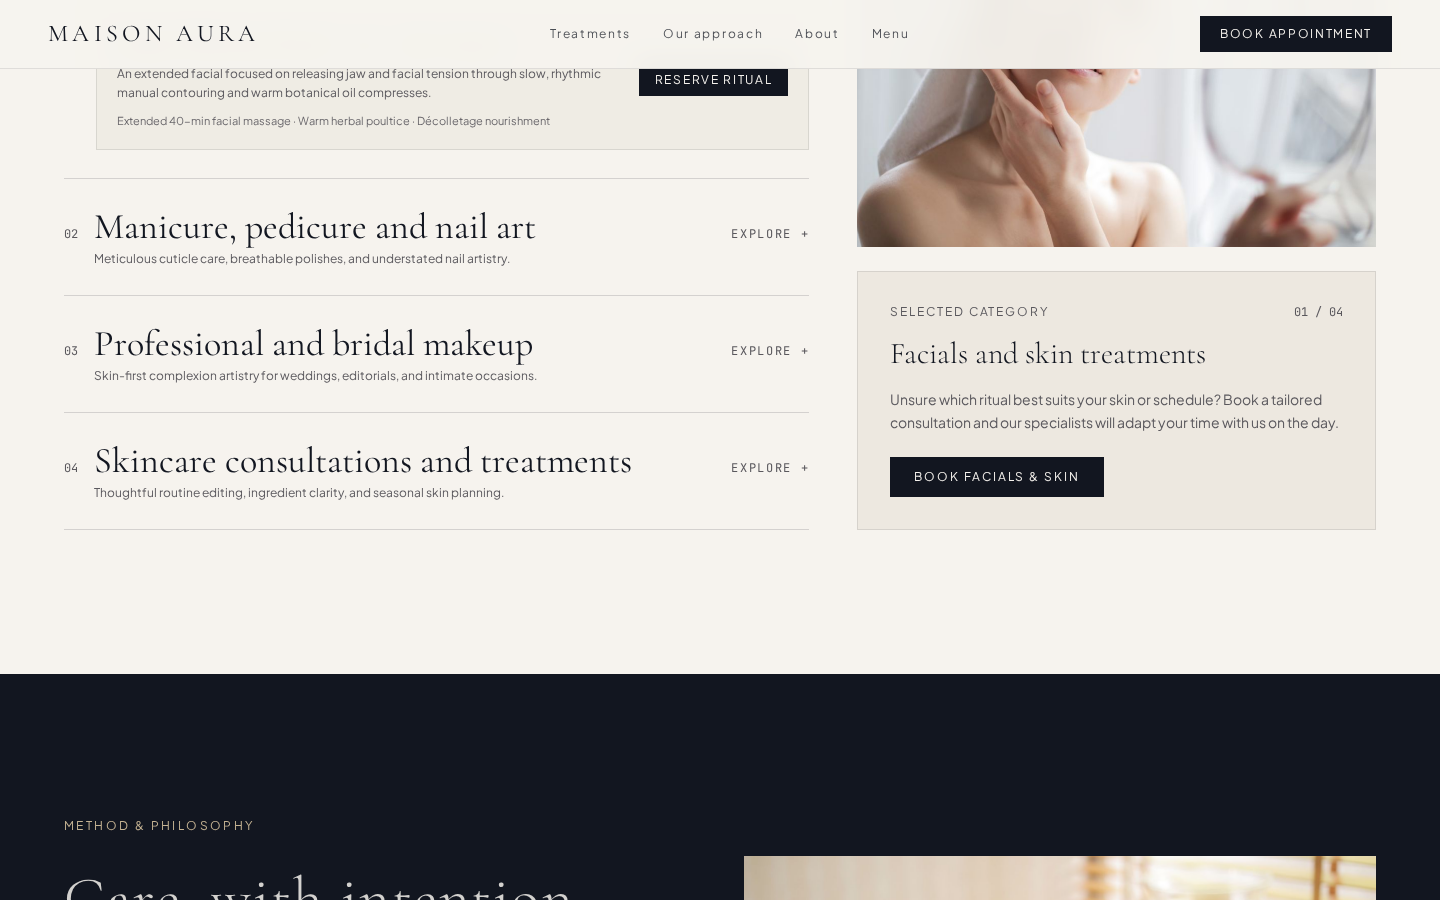 MAISON AURA
Treatments
Our approach
About
Menu
BOOK APPOINTMENT
An extended facial focused on releasing jaw and facial tension through slow, rhythmic
manual contouring and warm botanical oil compresses.
RESERVE RITUAL
Extended 40-min facial massage · Warm herbal poultice · Décolletage nourishment
02
Manicure, pedicure and nail art
EXPLORE +
Meticulous cuticle care, breathable polishes, and understated nail artistry.
03
Professional and bridal makeup
EXPLORE +
Skin-first complexion artistry for weddings, editorials, and intimate occasions.
04
Skincare consultations and treatments
EXPLORE +
Thoughtful routine editing, ingredient clarity, and seasonal skin planning.
SELECTED CATEGORY
01 / 04
Facials and skin treatments
Unsure which ritual best suits your skin or schedule? Book a tailored
consultation and our specialists will adapt your time with us on the day.
BOOK FACIALS & SKIN
METHOD & PHILOSOPHY
Care, with intention